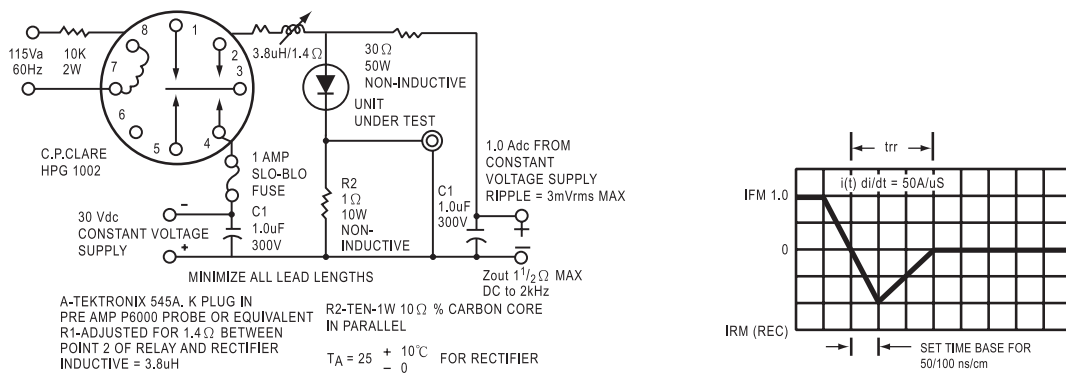 115Va
60Hz
10K
2W
8
1
7
2
3
6
4
5
C.P.CLARE
HPG 1002
3.8uH/1.4 Ω
30 Ω
50W
NON-INDUCTIVE
UNIT
UNDER TEST
1 AMP
SLO-BLO
FUSE
R2
1 Ω
10W
NON-
INDUCTIVE
C1
1.0uF
300V
1.0 Adc FROM
CONSTANT
VOLTAGE SUPPLY
RIPPLE = 3mVrms MAX
30 Vdc
CONSTANT VOLTAGE
SUPPLY
−
+
C1
1.0uF
300V
+
−
MINIMIZE ALL LEAD LENGTHS
Zout 1 1/2 Ω MAX
DC to 2kHz
A-TEKTRONIX 545A, K PLUG IN
PRE AMP P6000 PROBE OR EQUIVALENT
R1-ADJUSTED FOR 1.4 Ω BETWEEN
POINT 2 OF RELAY AND RECTIFIER
INDUCTIVE = 3.8uH
R2-TEN-1W 10 Ω % CARBON CORE
IN PARALLEL
TA = 25 + 10℃ − 0 FOR RECTIFIER
trr
IFM 1.0
i(t) di/dt = 50A/uS
0
IRM (REC)
SET TIME BASE FOR
50/100 ns/cm